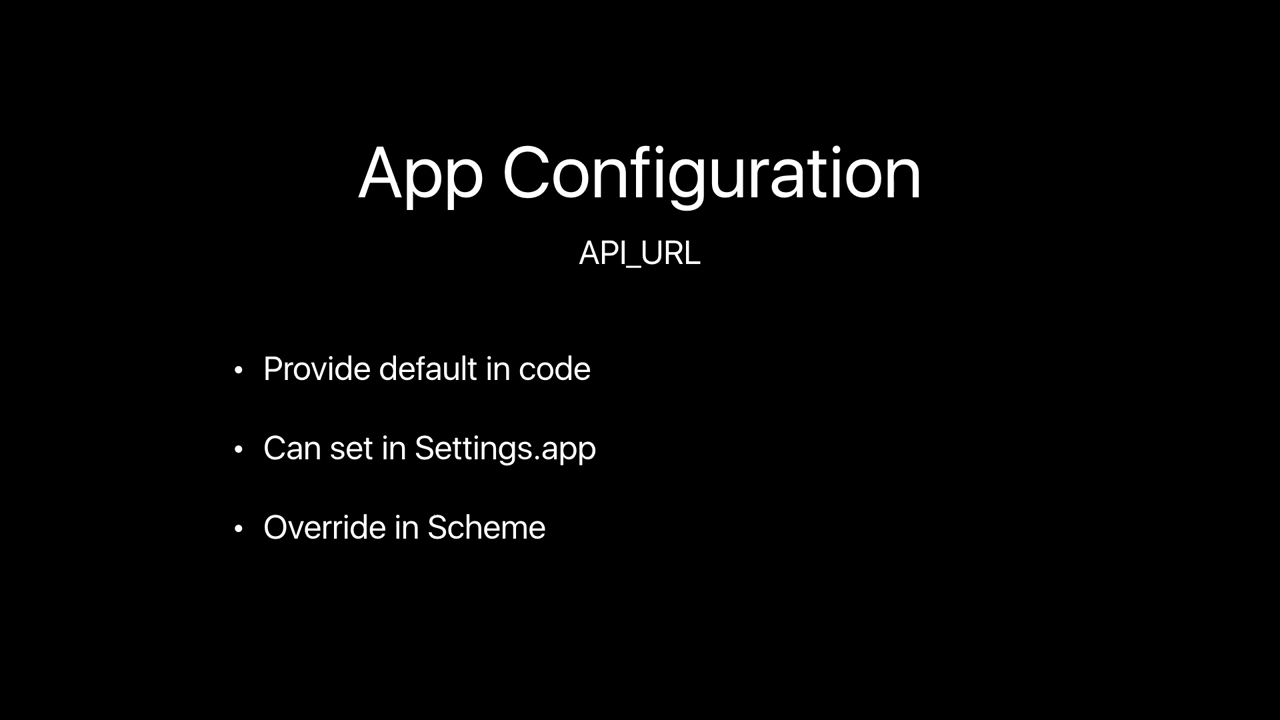 App Configuration
API_URL
• Provide default in code
• Can set in Settings.app
• Override in Scheme